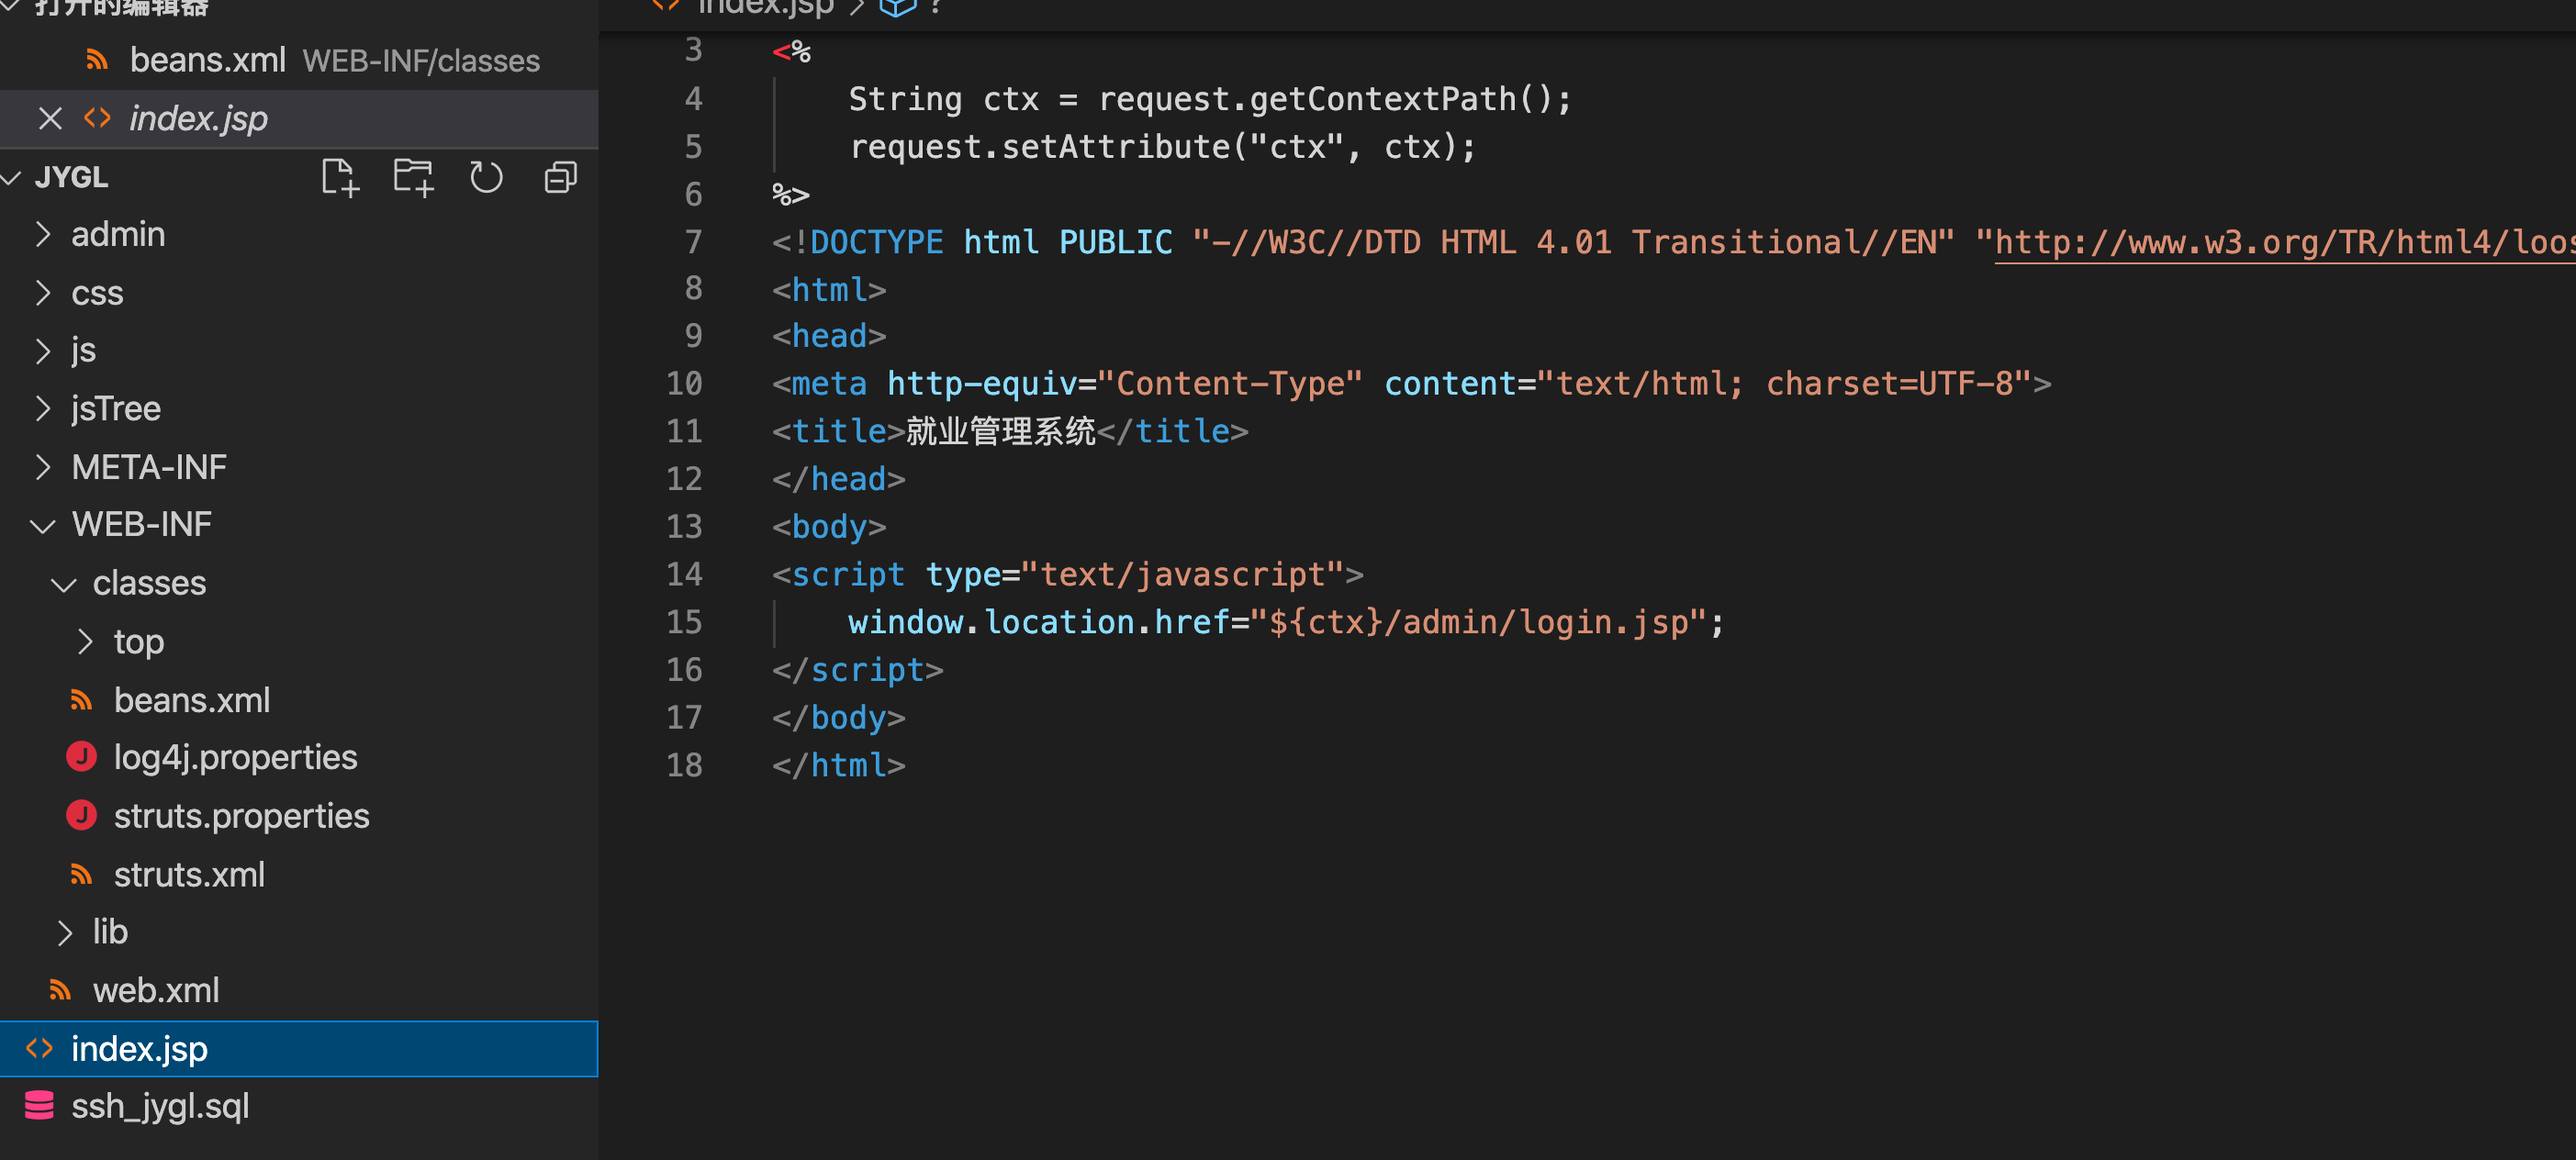 打开的编辑器
beans.xml WEB-INF/classes
index.jsp
JYGL
admin
css
js
jsTree
META-INF
WEB-INF
classes
top
beans.xml
log4j.properties
struts.properties
struts.xml
lib
web.xml
index.jsp
ssh_jygl.sql
index.jsp > ?
3 <%
4 String ctx = request.getContextPath();
5 request.setAttribute("ctx", ctx);
6 %>
7 <!DOCTYPE html PUBLIC "-//W3C//DTD HTML 4.01 Transitional//EN" "http://www.w3.org/TR/html4/loos
8 <html>
9 <head>
10 <meta http-equiv="Content-Type" content="text/html; charset=UTF-8">
11 <title>就业管理系统</title>
12 </head>
13 <body>
14 <script type="text/javascript">
15 window.location.href="${ctx}/admin/login.jsp";
16 </script>
17 </body>
18 </html>